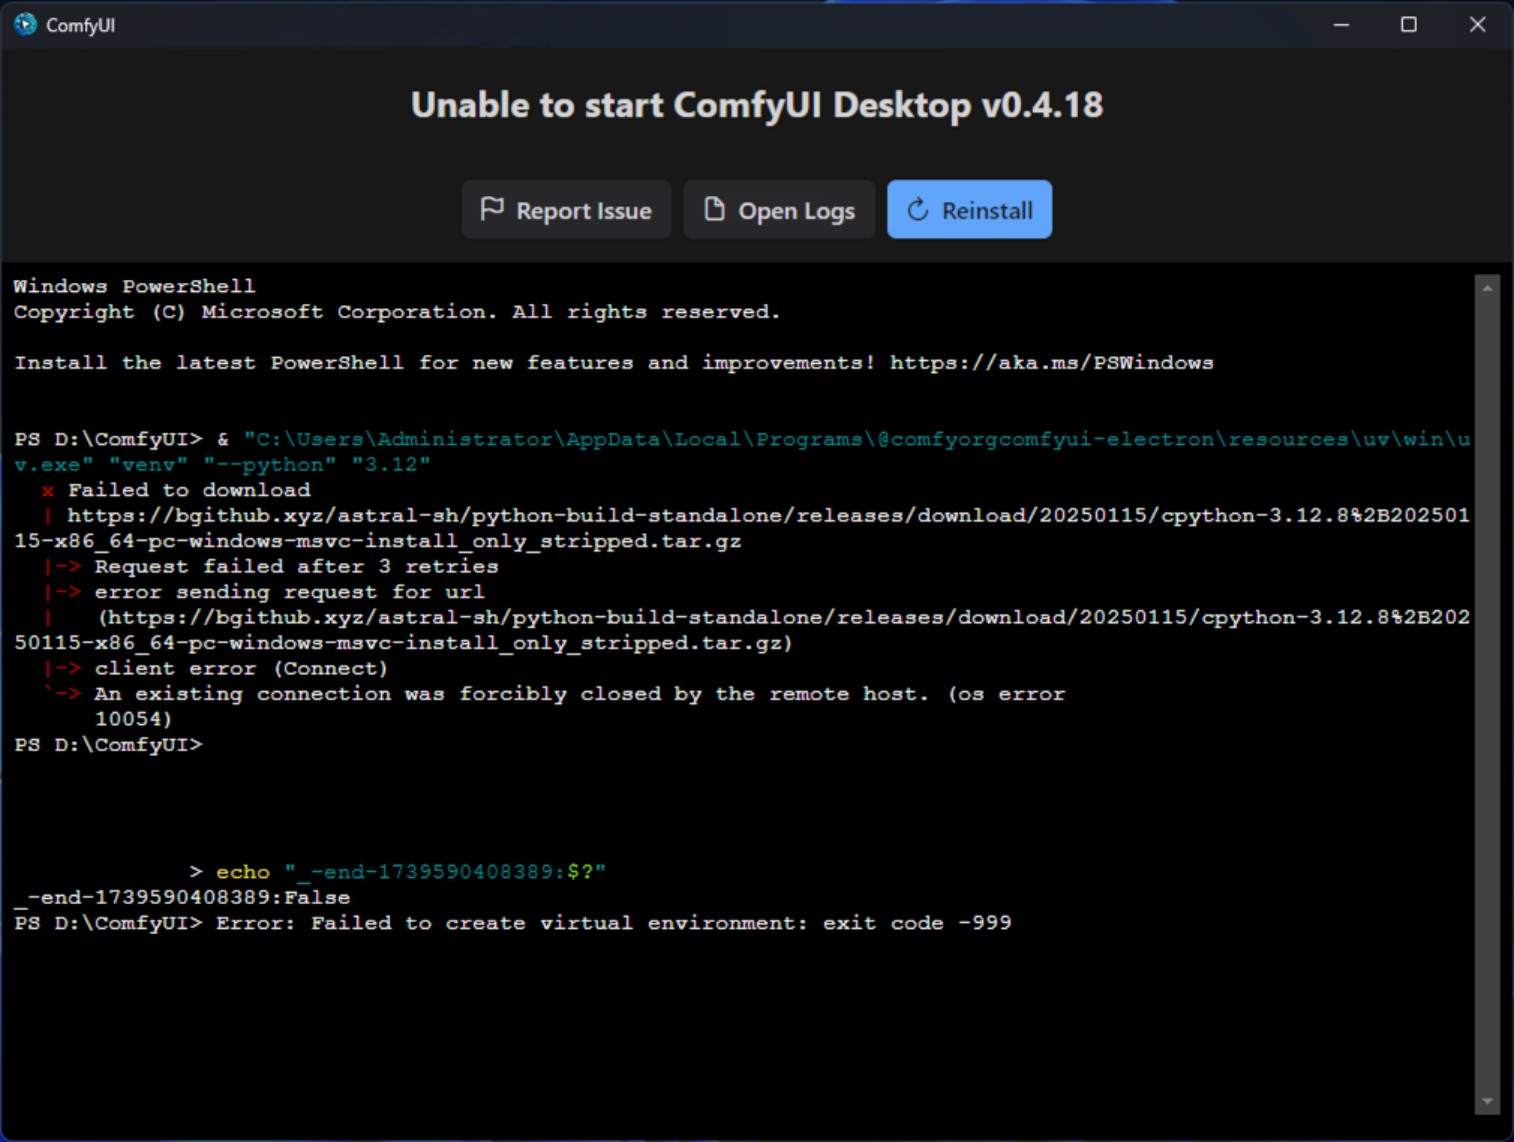 ComfyUI
Unable to start ComfyUI Desktop v0.4.18
Report Issue
Open Logs
Reinstall
Windows PowerShell
Copyright (C) Microsoft Corporation. All rights reserved.
Install the latest PowerShell for new features and improvements! https://aka.ms/PSWindows
PS D:\ComfyUI> & "C:\Users\Administrator\AppData\Local\Programs\@comfyorgcomfyui-electron\resources\uv\win\u
v.exe" "venv" "--python" "3.12"
x Failed to download
| https://bgithub.xyz/astral-sh/python-build-standalone/releases/download/20250115/cpython-3.12.8%2B202501
15-x86_64-pc-windows-msvc-install_only_stripped.tar.gz
|-> Request failed after 3 retries
|-> error sending request for url
| (https://bgithub.xyz/astral-sh/python-build-standalone/releases/download/20250115/cpython-3.12.8%2B202
50115-x86_64-pc-windows-msvc-install_only_stripped.tar.gz)
|-> client error (Connect)
`-> An existing connection was forcibly closed by the remote host. (os error
10054)
PS D:\ComfyUI>
> echo "_-end-1739590408389:$?"
_-end-1739590408389:False
PS D:\ComfyUI> Error: Failed to create virtual environment: exit code -999